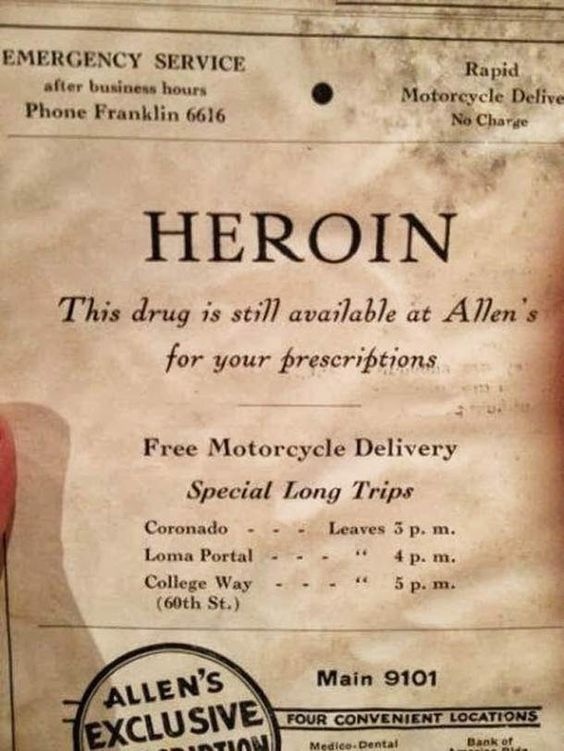 EMERGENCY SERVICE
after business hours
Phone Franklin 6616
Rapid
Motorcycle Delive
No Charge
HEROIN
This drug is still available at Allen's
for your prescriptions
Free Motorcycle Delivery
Special Long Trips
Coronado - - - Leaves 3 p. m.
Loma Portal - - - “ 4 p. m.
College Way - - - “ 5 p. m.
(60th St.)
ALLEN'S
EXCLUSIVE
Main 9101
FOUR CONVENIENT LOCATIONS
Medico-Dental
Bank of